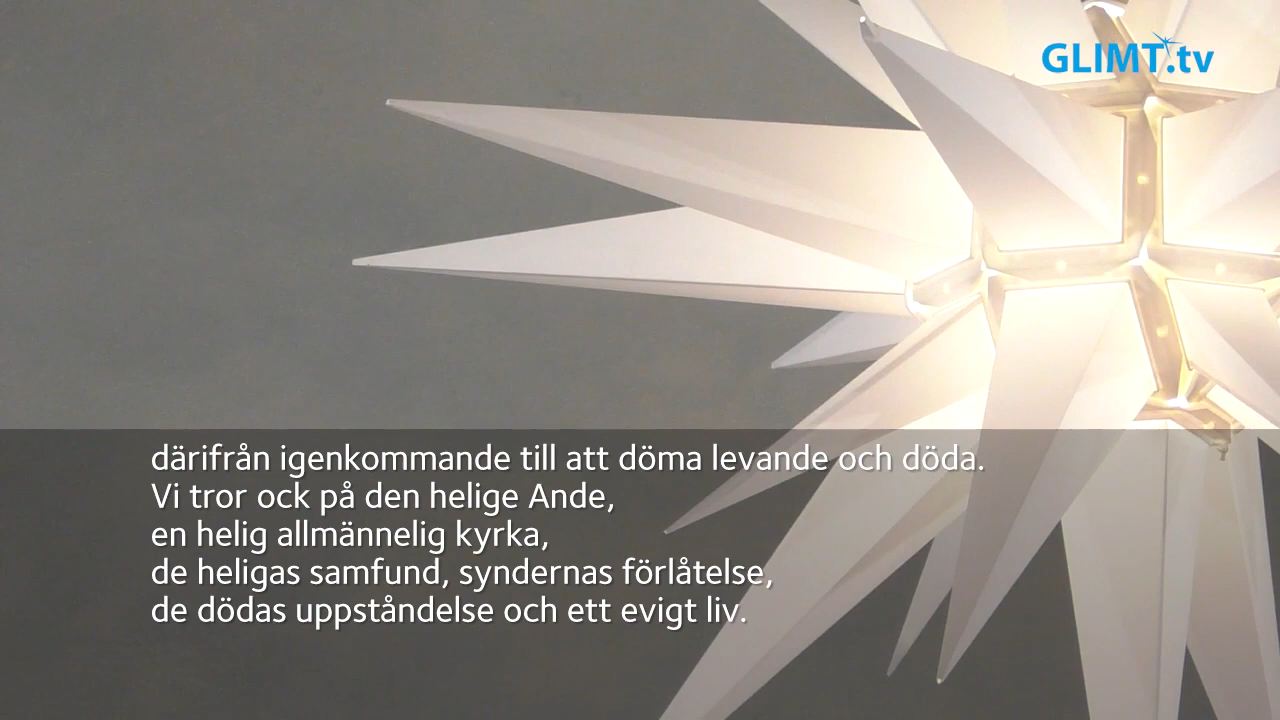 GLIMT.tv
därifrån igenkommande till att döma levande och döda.
Vi tror ock på den helige Ande,
en helig allmännelig kyrka,
de heligas samfund, syndernas förlåtelse,
de dödas uppståndelse och ett evigt liv.